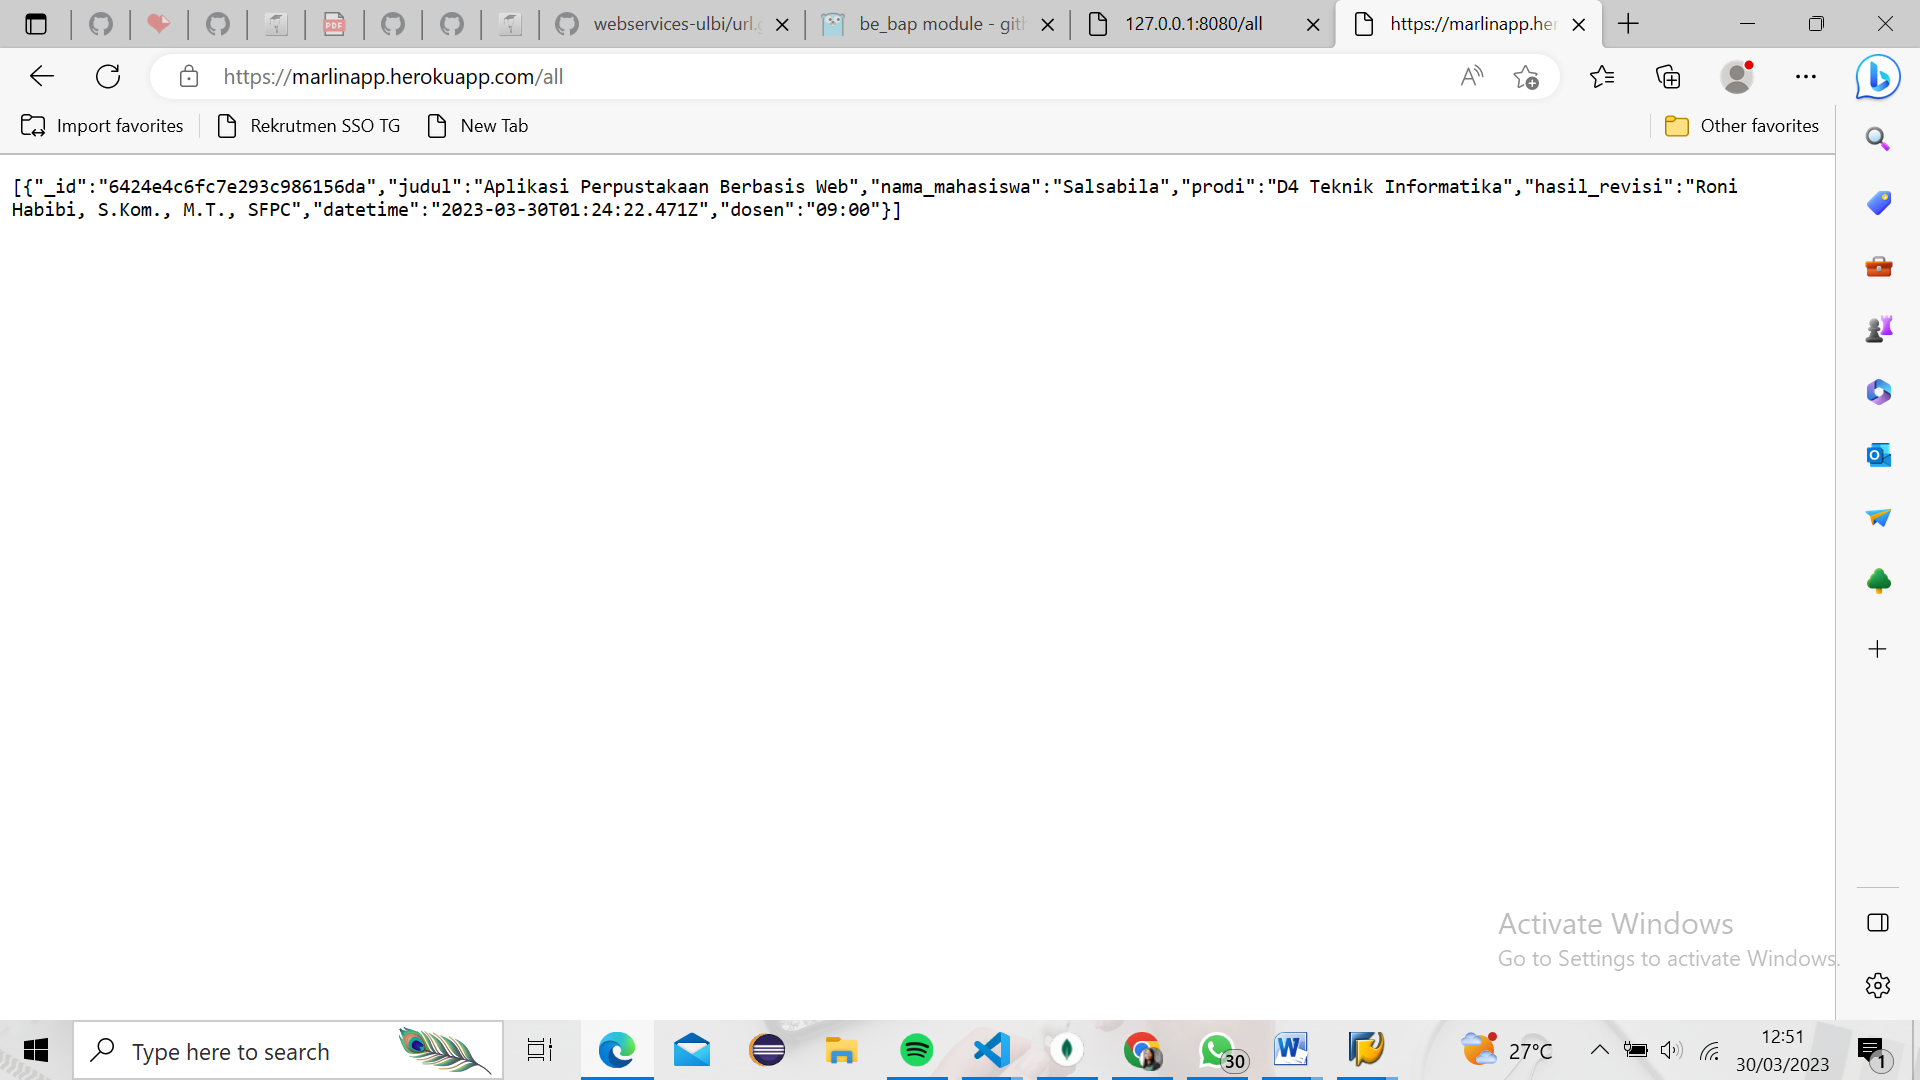 webservices-ulbi/url.g
be_bap module - gith
127.0.0.1:8080/all
https://marlinapp.her
https://marlinapp.herokuapp.com/all
Import favorites
Rekrutmen SSO TG
New Tab
Other favorites
[{"_id":"6424e4c6fc7e293c986156da","judul":"Aplikasi Perpustakaan Berbasis Web","nama_mahasiswa":"Salsabila","prodi":"D4 Teknik Informatika","hasil_revisi":"Roni
Habibi, S.Kom., M.T., SFPC","datetime":"2023-03-30T01:24:22.471Z","dosen":"09:00"}]
Activate Windows
Go to Settings to activate Windows.
Type here to search
30
27°C
12:51
30/03/2023
1